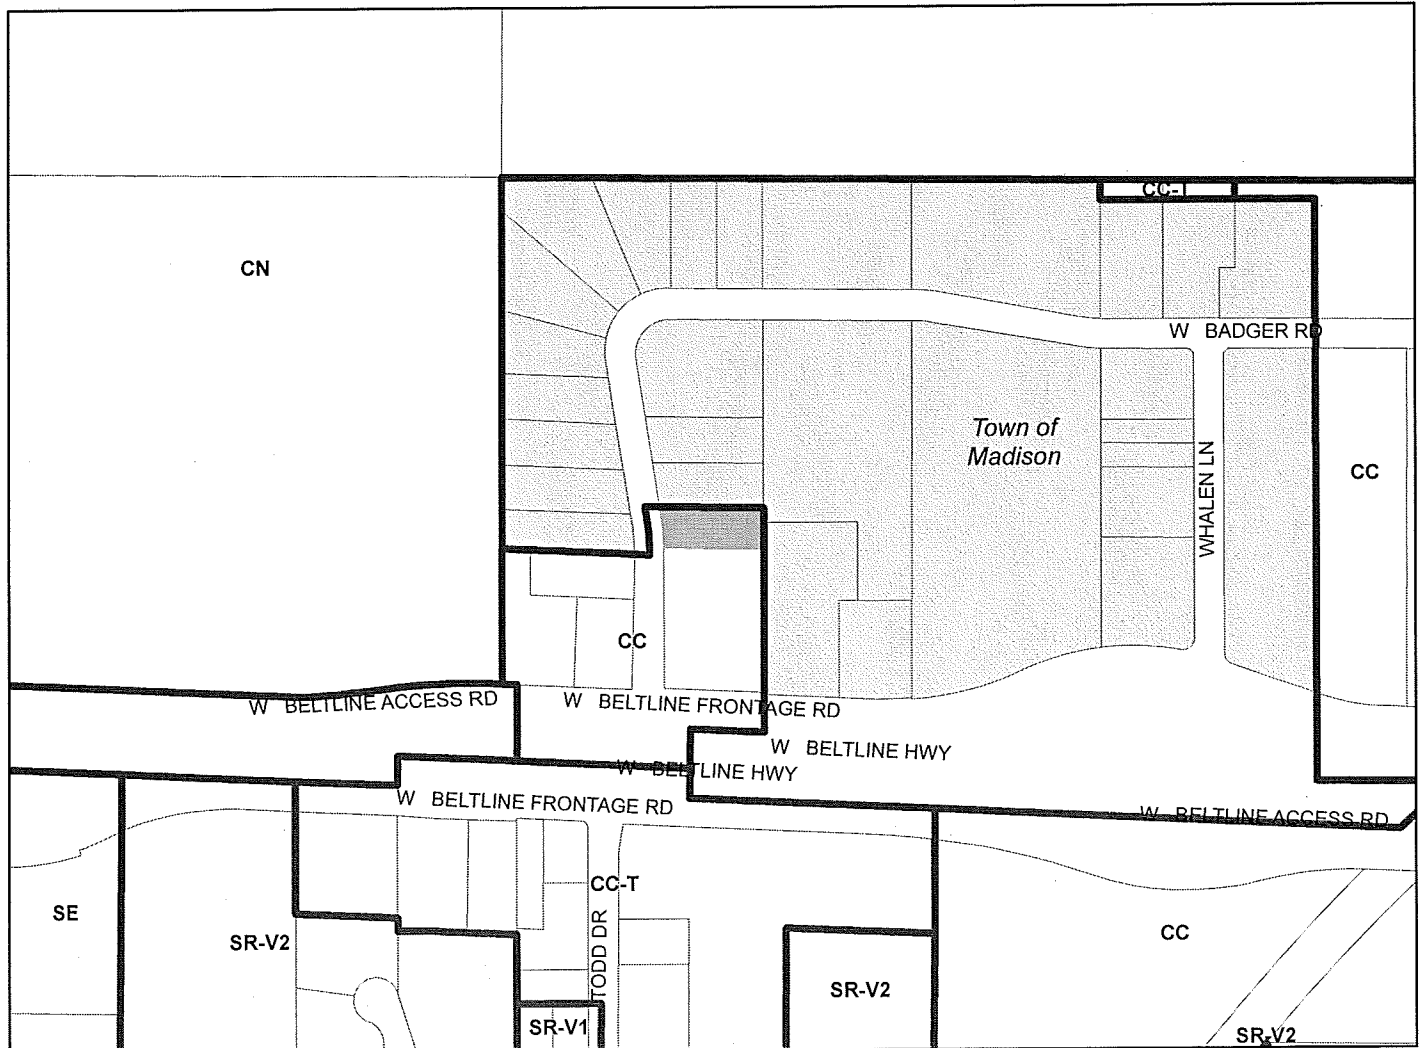 CC-
CN
W BADGER RD
Town of
Madison
CC
WHALEN LN
CC
W BELTLINE ACCESS RD
W BELTLINE FRONTAGE RD
W BELTLINE HWY
W BELTLINE HWY
W BELTLINE FRONTAGE RD
W BELTLINE ACCESS RD
CC-T
SE
SR-V2
TODD DR
CC
SR-V2
SR-V1
SR-V2